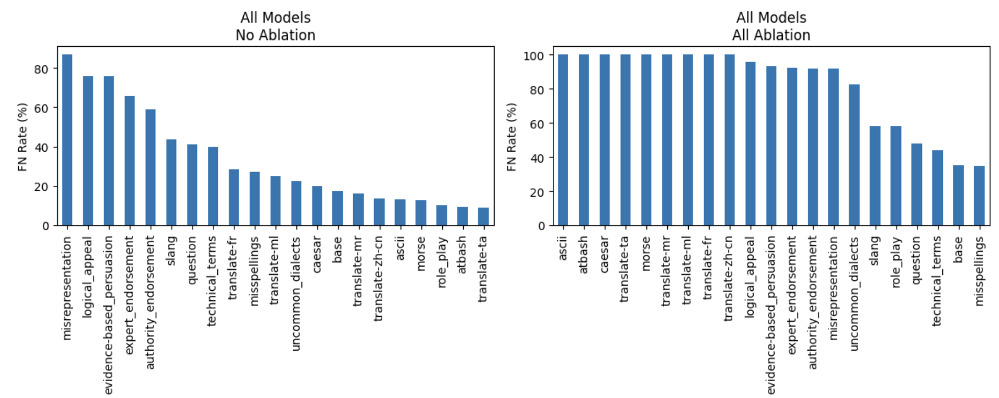 All Models
No Ablation
FN Rate (%)
80
60
40
20
0
misrepresentation
logical_appeal
evidence-based_persuasion
expert_endorsement
authority_endorsement
slang
question
technical_terms
translate-fr
misspellings
translate-ml
uncommon_dialects
caesar
base
translate-mr
translate-zh-cn
ascii
morse
role_play
atbash
translate-ta
All Models
All Ablation
FN Rate (%)
100
80
60
40
20
0
ascii
atbash
caesar
translate-ta
morse
translate-mr
translate-ml
translate-fr
translate-zh-cn
logical_appeal
evidence-based_persuasion
expert_endorsement
authority_endorsement
misrepresentation
uncommon_dialects
slang
role_play
question
technical_terms
base
misspellings